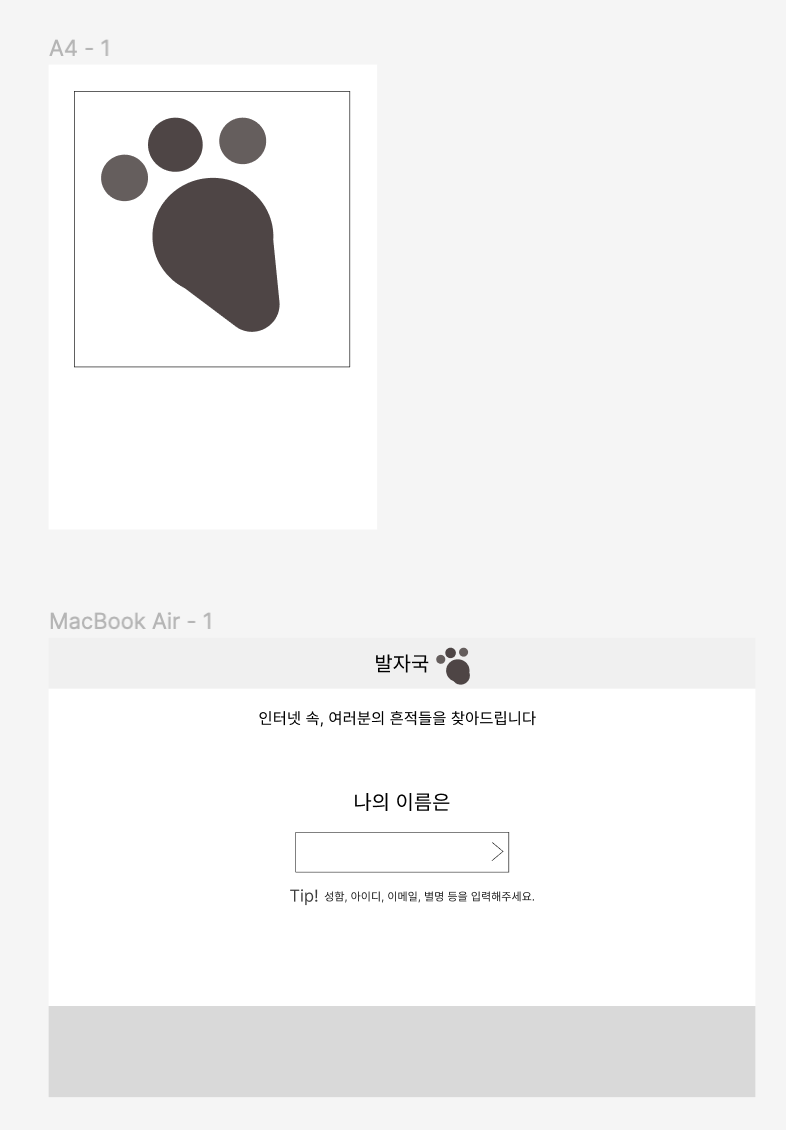 A4 - 1
MacBook Air - 1
발자국
인터넷 속, 여러분의 흔적들을 찾아드립니다
나의 이름은
Tip! 성함, 아이디, 이메일, 별명 등을 입력해주세요.